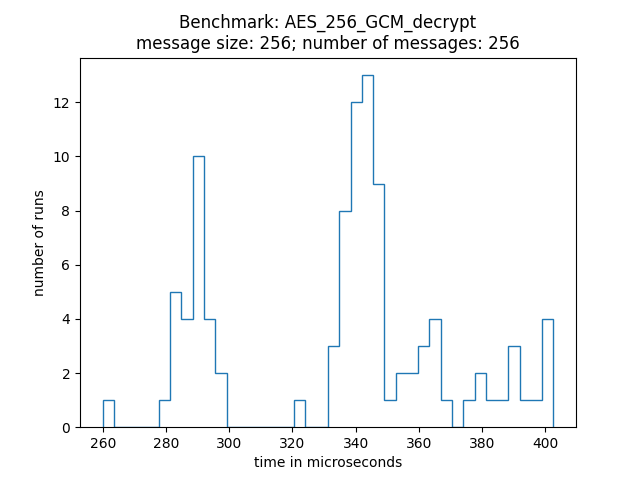 Benchmark: AES_256_GCM_decrypt
message size: 256; number of messages: 256
12
10
8
6
4
2
0
number of runs
260 280 300 320 340 360 380 400
time in microseconds